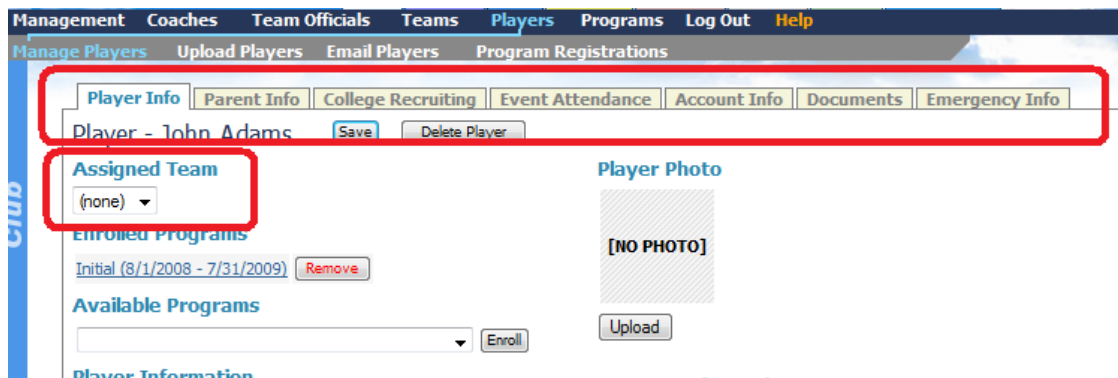 Management Coaches Team Officials Teams Players Programs Log Out Help
Manage Players Upload Players Email Players Program Registrations
Player Info Parent Info College Recruiting Event Attendance Account Info Documents Emergency Info
Player - John Adams Save Delete Player
Assigned Team Player Photo
(none)
Enrolled Programs
[NO PHOTO]
Initial (8/1/2008 - 7/31/2009) Remove
Available Programs
Upload
Enroll
Player Information
Club